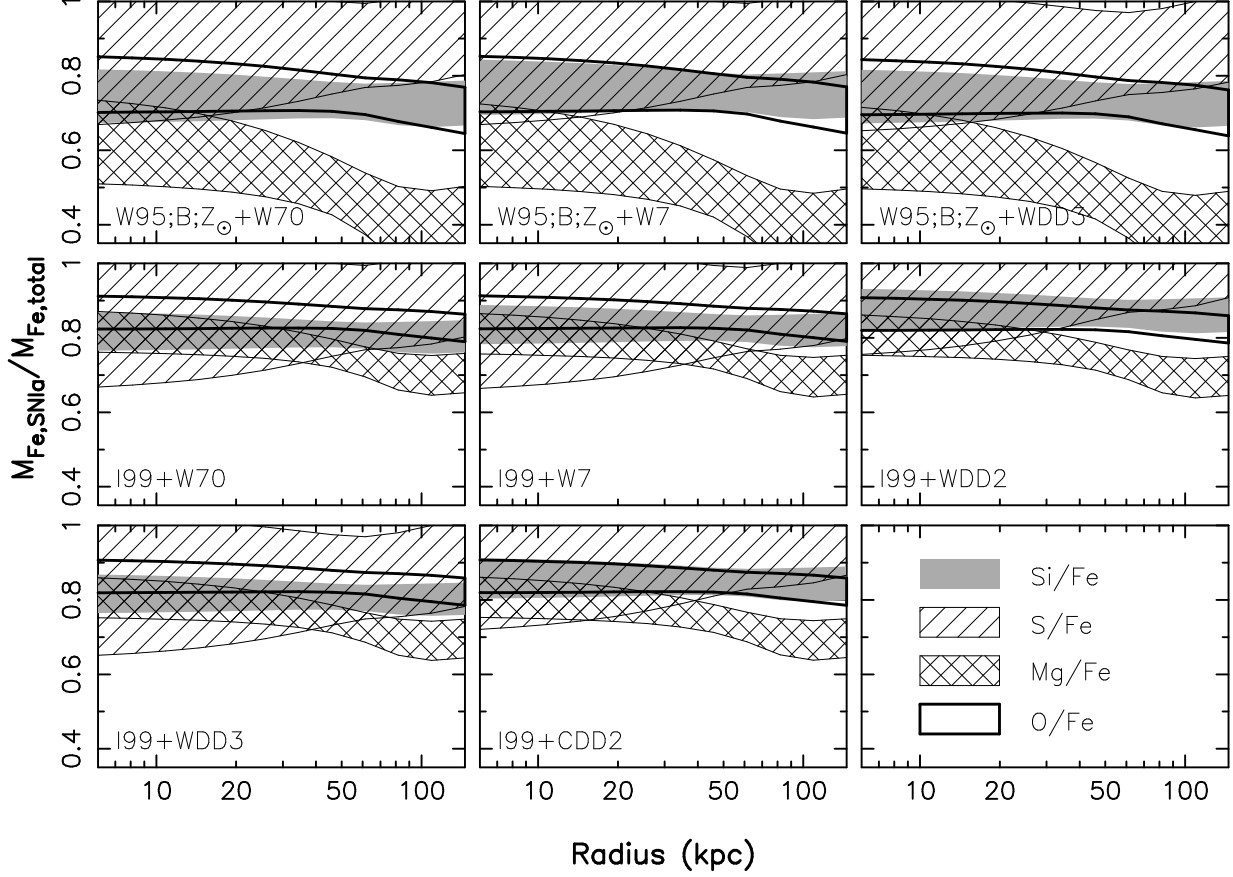 M_Fe,SNIa/M_Fe,total
1
0.8
0.6
0.4
W95;B;Z⊙+W70
W95;B;Z⊙+W7
W95;B;Z⊙+WDD3
1
0.8
0.6
0.4
I99+W70
I99+W7
I99+WDD2
1
0.8
0.6
0.4
I99+WDD3
I99+CDD2
Si/Fe
S/Fe
Mg/Fe
O/Fe
10 20 50 100 10 20 50 100 10 20 50 100
Radius (kpc)